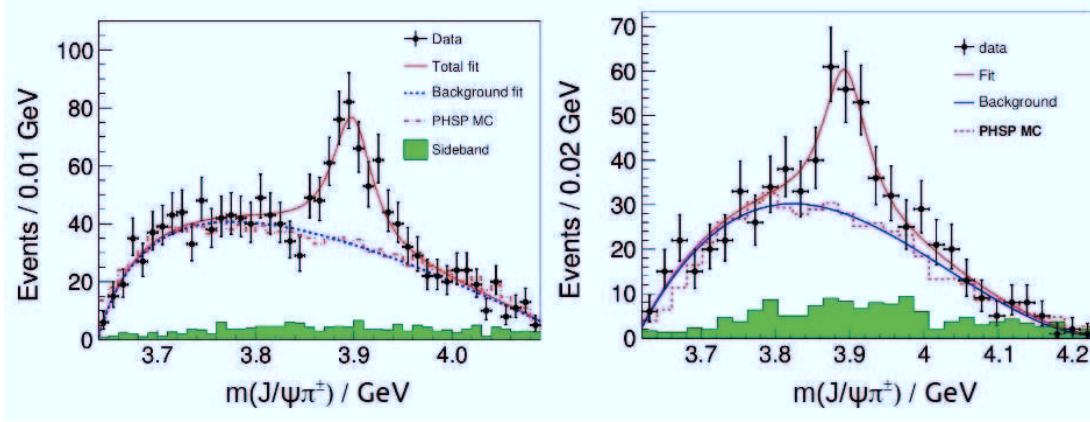 Events / 0.01 GeV
100
80
60
40
20
0
Data
Total fit
Background fit
PHSP MC
Sideband
3.7
3.8
3.9
4.0
m(J/ψπ±) / GeV
Events / 0.02 GeV
70
60
50
40
30
20
10
0
data
Fit
Background
PHSP MC
3.7
3.8
3.9
4
4.1
4.2
m(J/ψπ±) / GeV